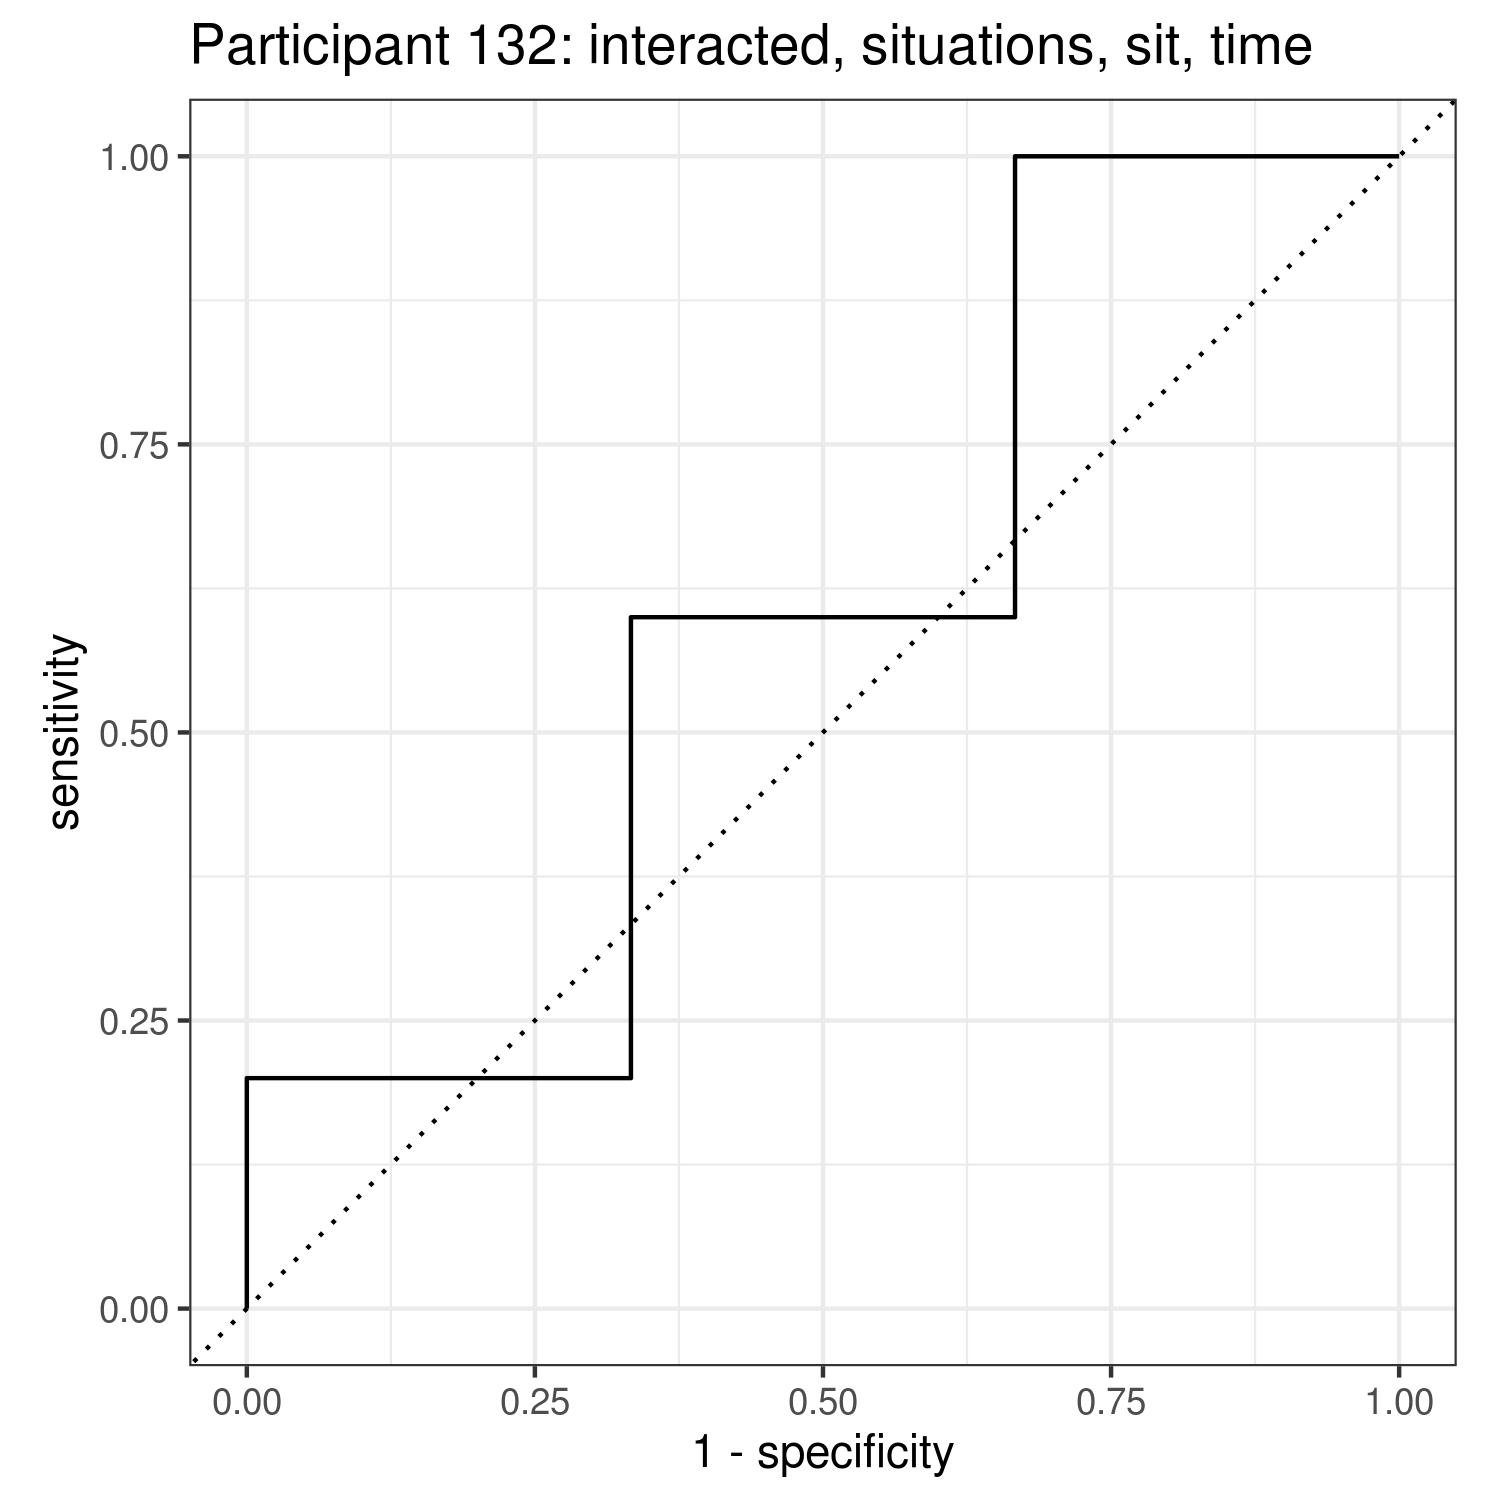 Participant 132: interacted, situations, sit, time
1.00
0.75
0.50
0.25
0.00
sensitivity
0.00 0.25 0.50 0.75 1.00
1 - specificity